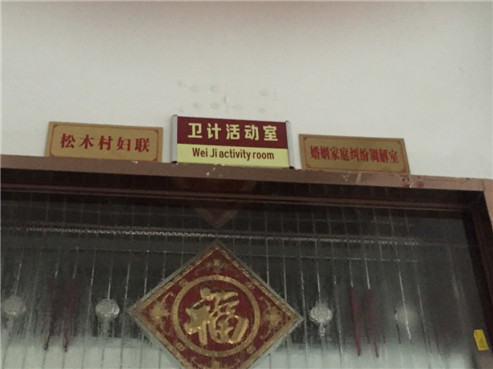 松木村妇联
卫计活动室
Wei Ji activity room
婚姻家庭纠纷调解室
福